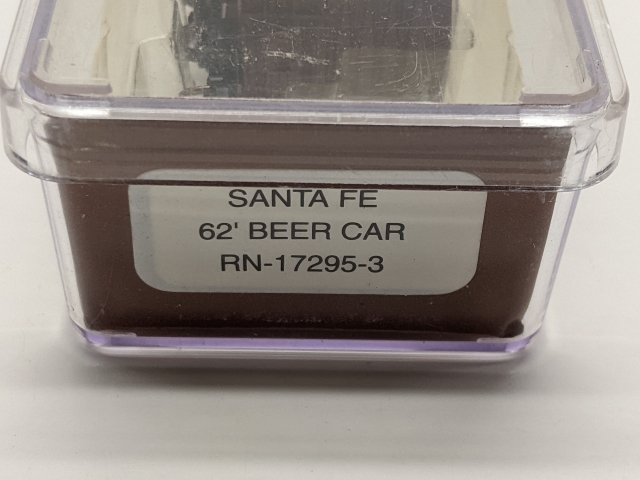 SANTA FE
62' BEER CAR
RN-17295-3